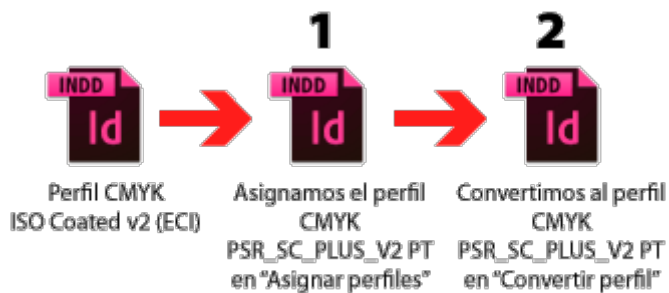 1
2
INDD
Id
INDD
Id
INDD
Id
Perfil CMYK
ISO Coated v2 (ECI)
Asignamos el perfil
CMYK
PSR_SC_PLUS_V2 PT
en "Asignar perfiles"
Convertimos al perfil
CMYK
PSR_SC_PLUS_V2 PT
en "Convertir perfil"